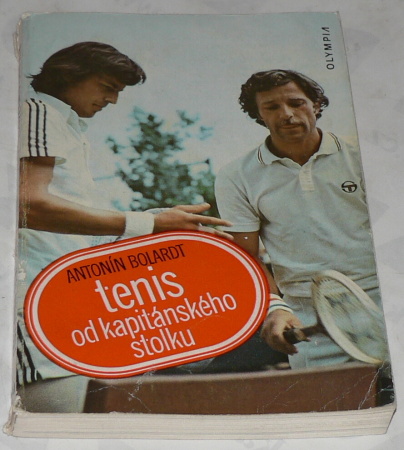 OLYMPIA
ANTONÍN BOLARDT
tenis
od kapitánského
stolku